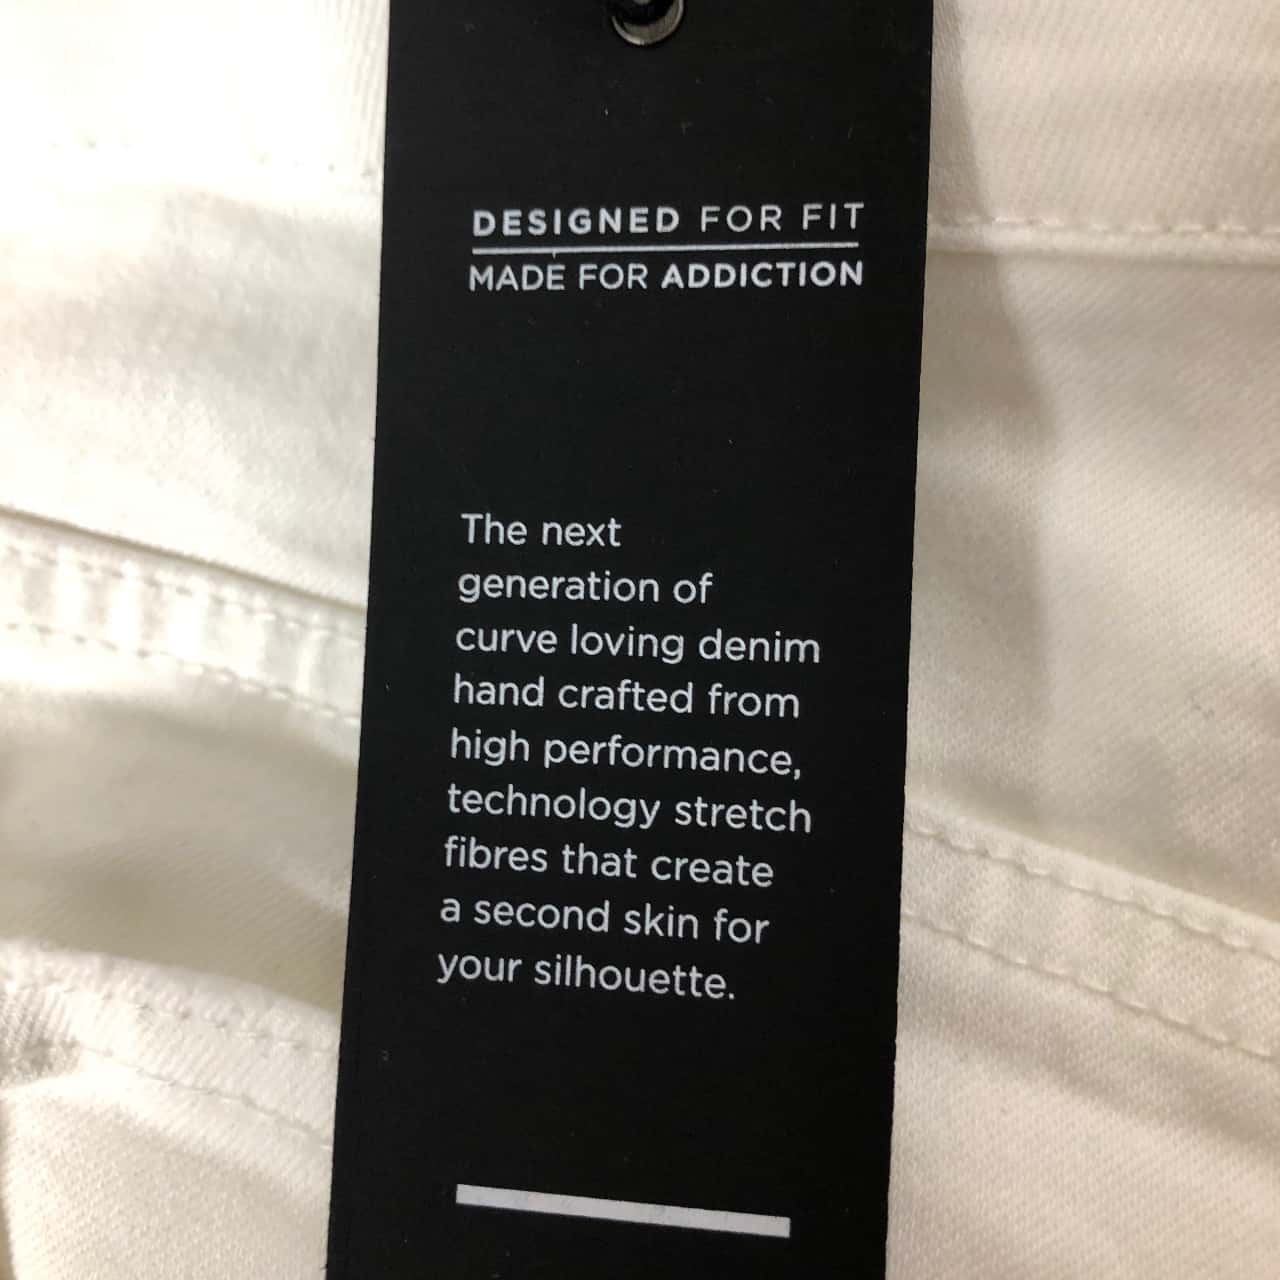 DESIGNED FOR FIT
MADE FOR ADDICTION
The next
generation of
curve loving denim
hand crafted from
high performance,
technology stretch
fibres that create
a second skin for
your silhouette.